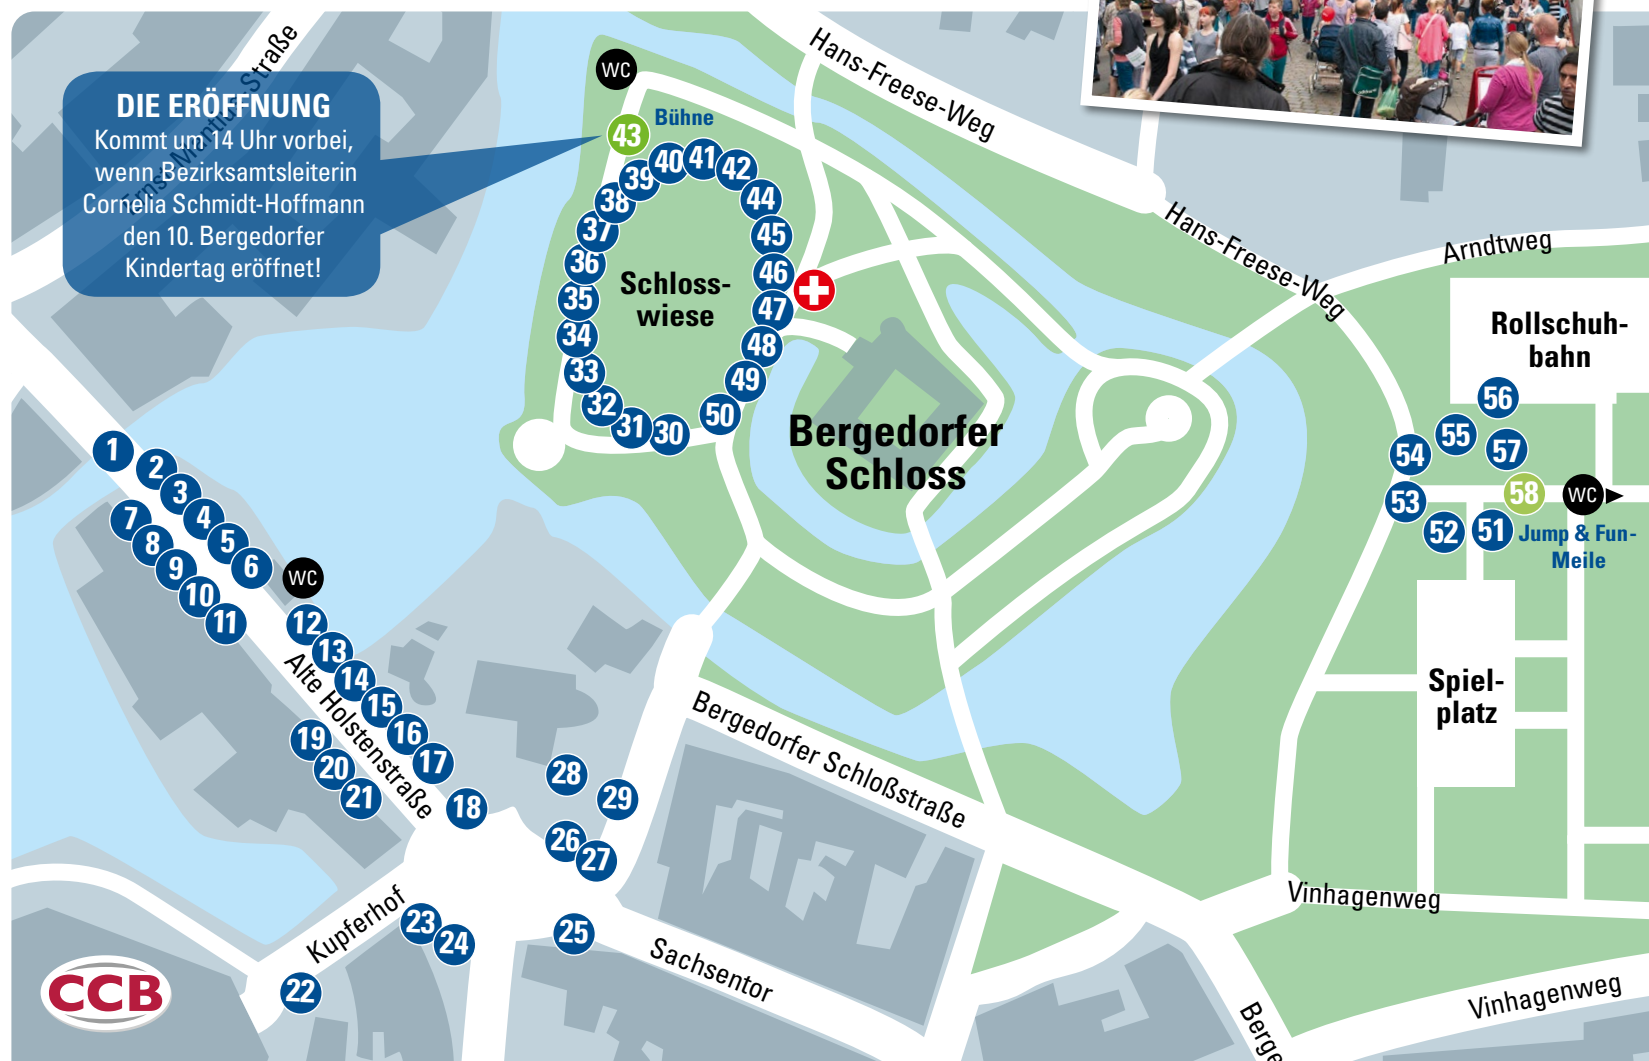 DIE ERÖFFNUNG
Kommt um 14 Uhr vorbei,
wenn Bezirksamtsleiterin
Cornelia Schmidt-Hoffmann
den 10. Bergedorfer
Kindertag eröffnet!
WC
43
Bühne
Hans-Freese-Weg
Hans-Freese-Weg
Arndtweg
Rollschuh-
bahn
30
31
32
33
34
35
36
37
38
39
40
41
42
44
45
46
47
48
49
50
Schloss-
wiese
Bergedorfer
Schloss
1
2
3
4
5
6
7
8
9
10
11
WC
12
13
14
15
16
17
18
Alte Holstenstraße
19
20
21
22
23
24
25
26
27
28
29
Kupferhof
Sachsentor
Bergedorfer Schloßstraße
51
52
53
54
55
56
57
58
WC
Jump & Fun-
Meile
Spiel-
platz
Vinhagenweg
Vinhagenweg
Berge
CCB